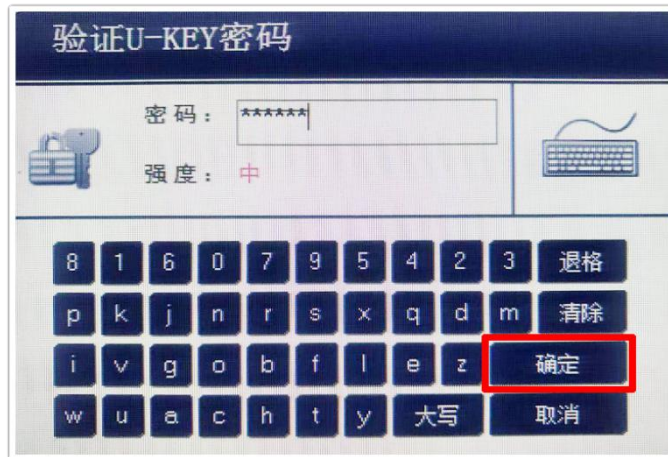 验证U-KEY密码
密码：******
强度：中
8 1 6 0 7 9 5 4 2 3 退格
p k j n r s x q d m 清除
i v g o b f l e z 确定
w u a c h t y 大写 取消